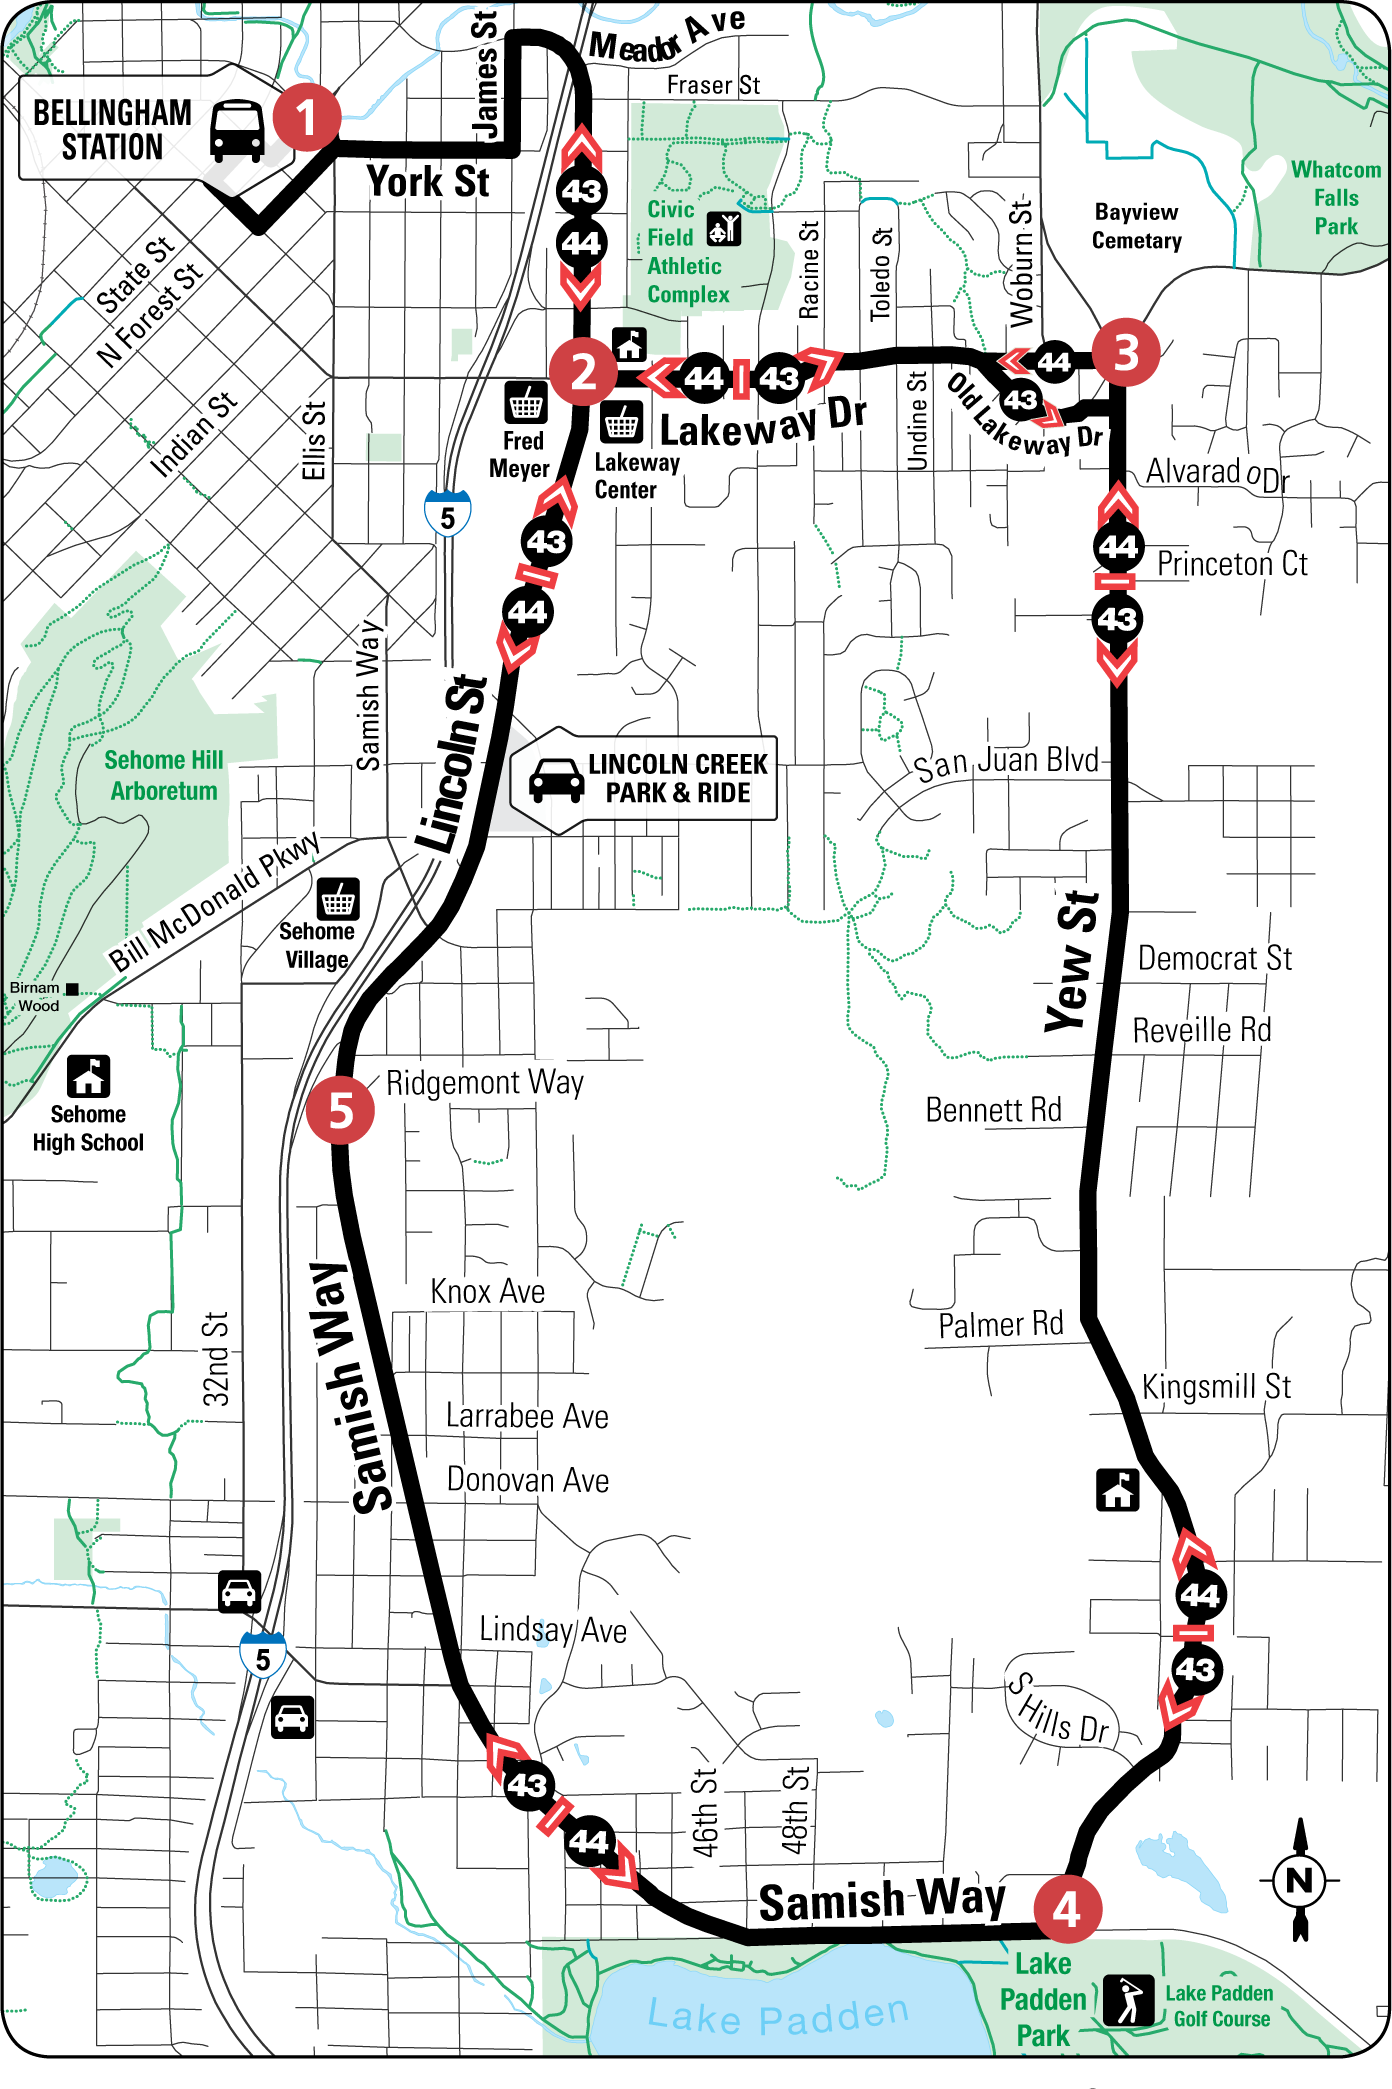 Meador Ave
James St
Fraser St
BELLINGHAM
STATION
1
York St
43
44
Civic
Field
Athletic
Complex
Racine St
Toledo St
Woburn St
Bayview
Cemetary
Whatcom
Falls
Park
State St
N Forest St
Indian St
Ellis St
2
44
43
44
3
43
Lakeway Dr
Undine St
Old Lakeway Dr
Fred
Meyer
Lakeway
Center
5
Alvarado Dr
43
44
44
43
Princeton Ct
Samish Way
Lincoln St
LINCOLN CREEK
PARK & RIDE
San Juan Blvd
Sehome Hill
Arboretum
Bill McDonald Pkwy
Sehome
Village
Yew St
Democrat St
Birnam
Wood
Reveille Rd
Sehome
High School
5
Ridgemont Way
Bennett Rd
Knox Ave
Palmer Rd
Samish Way
32nd St
Kingsmill St
Larrabee Ave
Donovan Ave
44
43
Lindsay Ave
5
S Hills Dr
43
44
46th St
48th St
Samish Way
4
N
Lake
Padden
Park
Lake Padden
Golf Course
Lake Padden